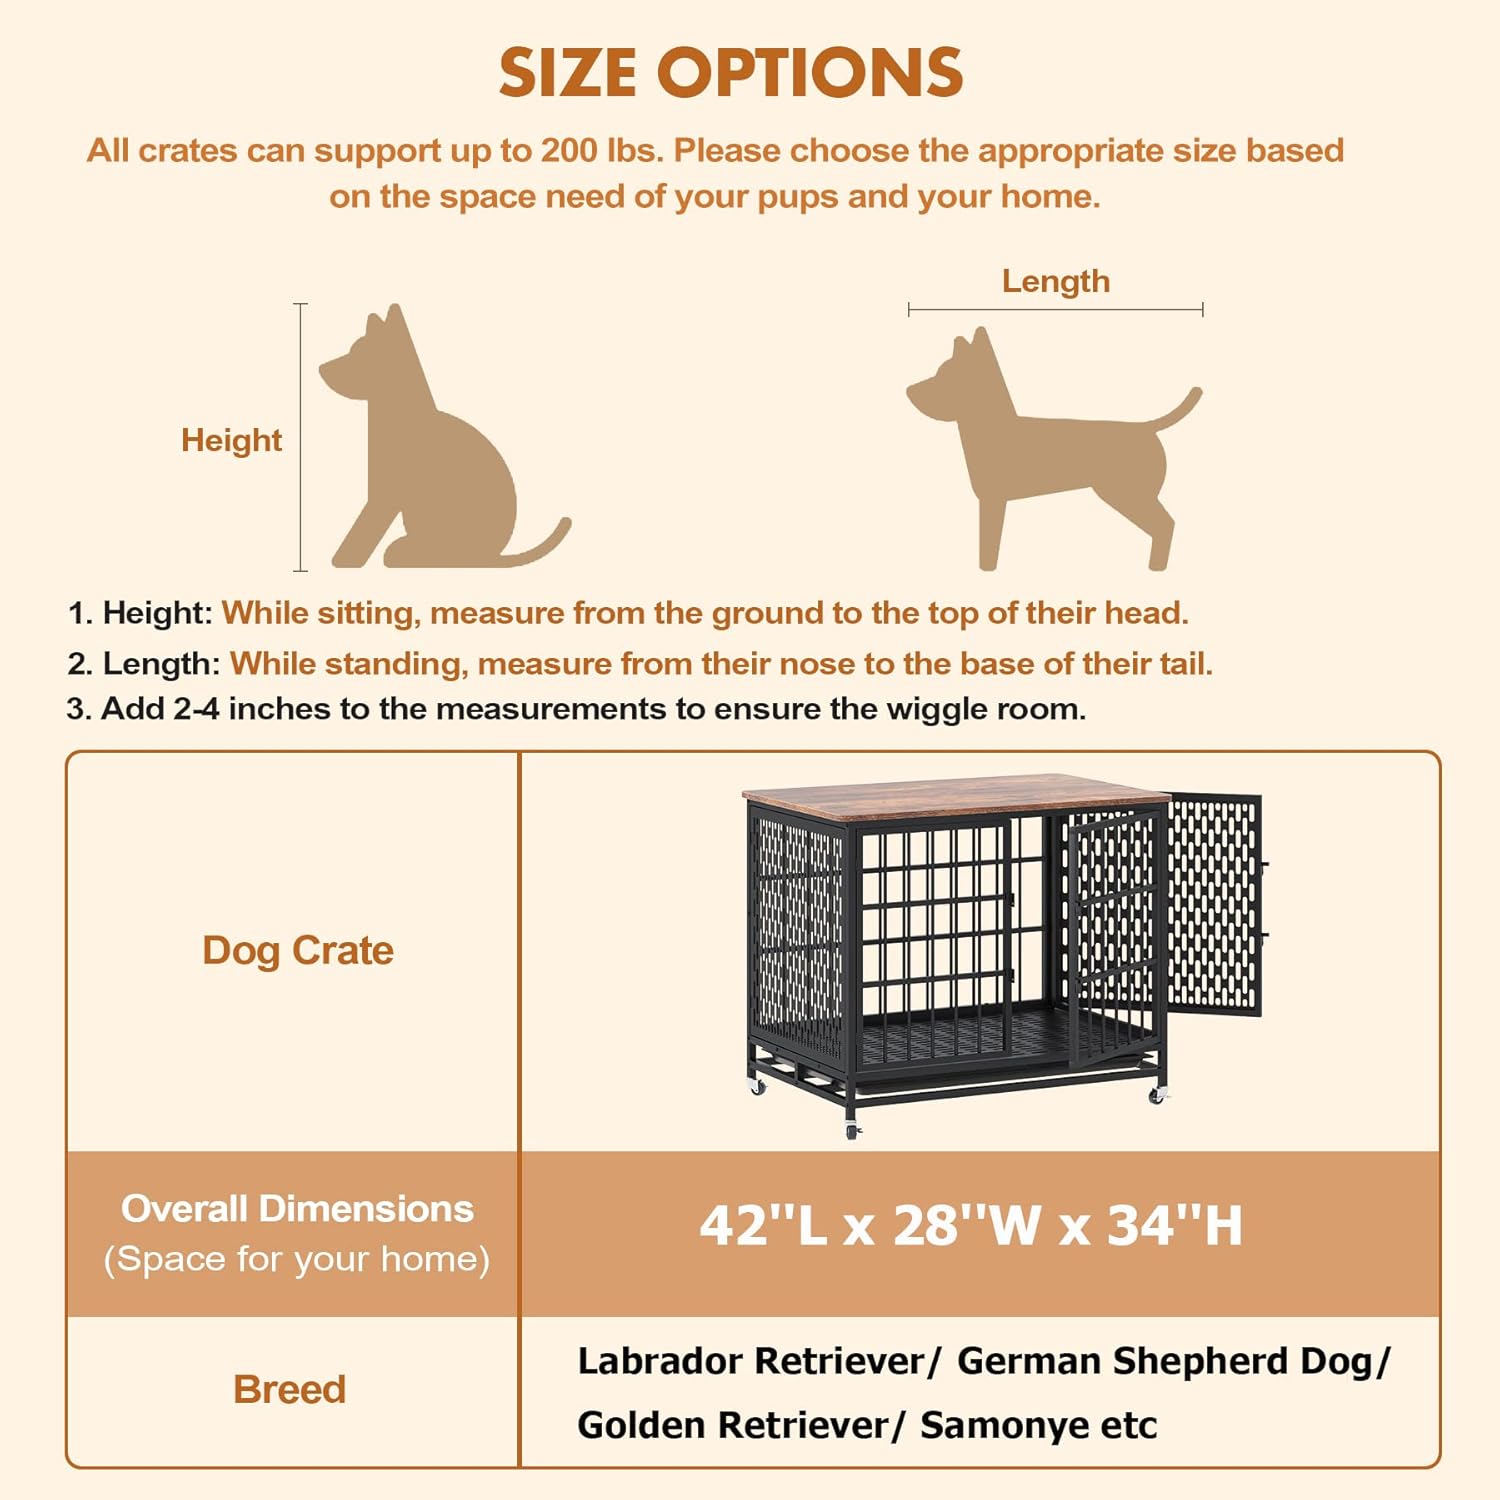 SIZE OPTIONS
All crates can support up to 200 lbs. Please choose the appropriate size based
on the space need of your pups and your home.
Length
Height
1. Height: While sitting, measure from the ground to the top of their head.
2. Length: While standing, measure from their nose to the base of their tail.
3. Add 2-4 inches to the measurements to ensure the wiggle room.
Dog Crate
Overall Dimensions
(Space for your home)
42''L x 28''W x 34''H
Breed
Labrador Retriever/ German Shepherd Dog/
Golden Retriever/ Samonye etc